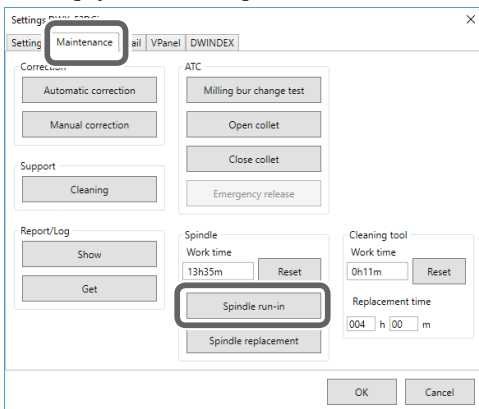 Settings
Setting Maintenance ail VPanel DWINDEX
Correction
Automatic correction
Manual correction
Support
Cleaning
Report/Log
Show
Get
ATC
Milling bur change test
Open collet
Close collet
Emergency release
Spindle
Work time
13h35m Reset
Spindle run-in
Spindle replacement
Cleaning tool
Work time
0h11m Reset
Replacement time
004 h 00 m
OK Cancel